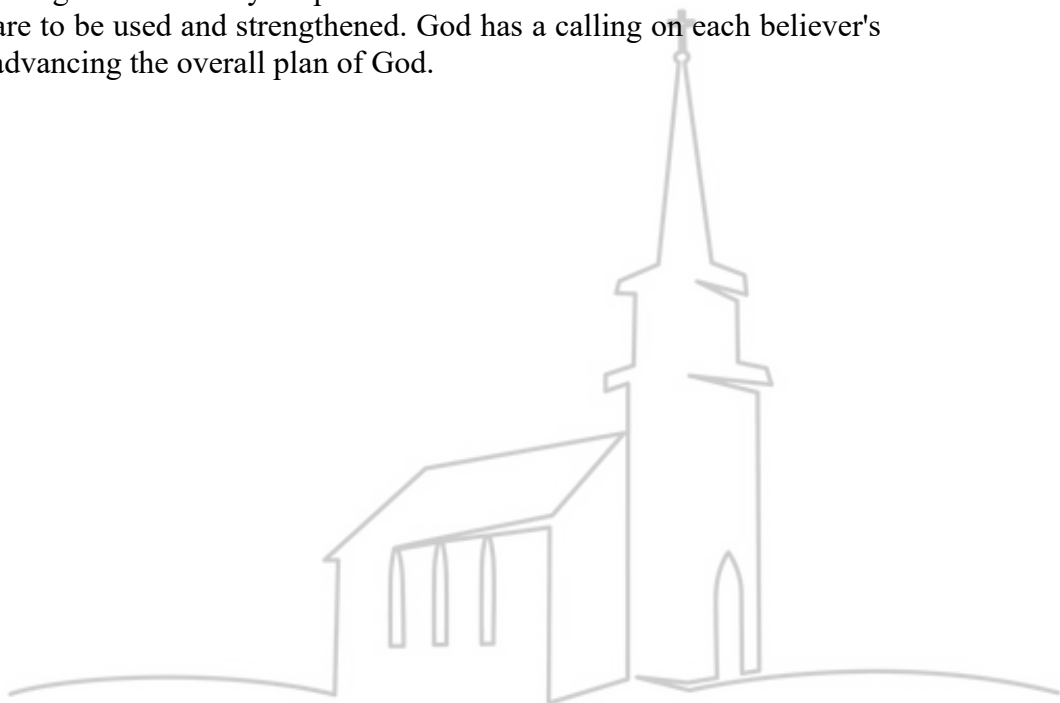 are to be used and strengthened. God has a calling on each believer's
advancing the overall plan of God.